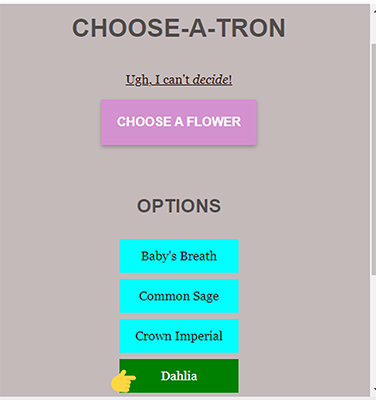 CHOOSE-A-TRON
Ugh, I can't decide!
CHOOSE A FLOWER
OPTIONS
Baby's Breath
Common Sage
Crown Imperial
Dahlia